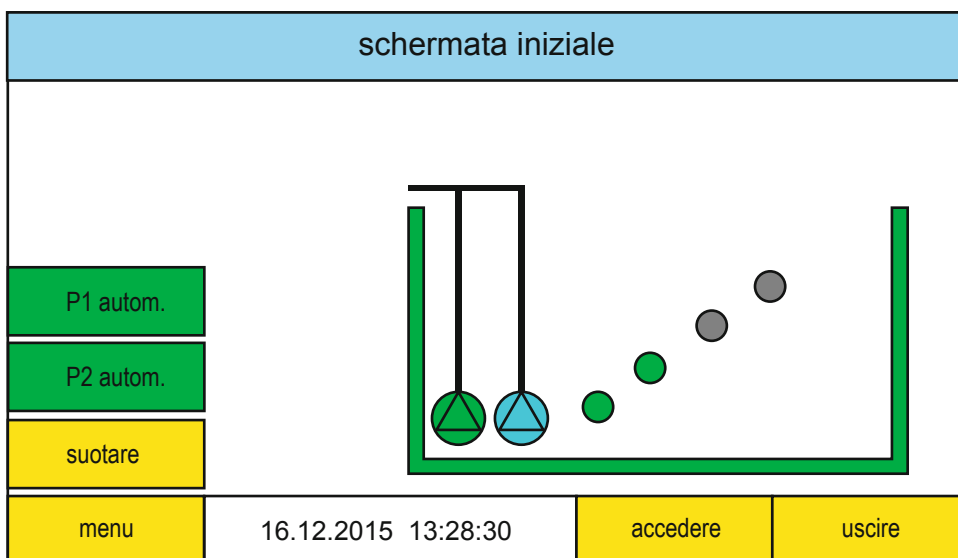 schermata iniziale
P1 autom.
P2 autom.
suotare
menu
16.12.2015 13:28:30
accedere
uscire